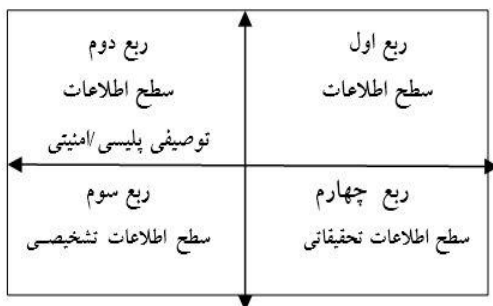 ربع اول
سطح اطلاعات
ربع دوم
سطح اطلاعات
توصیفی پلیسی/امنیتی
ربع سوم
سطح اطلاعات تشخیصی
ربع چهارم
سطح اطلاعات تحقیقاتی